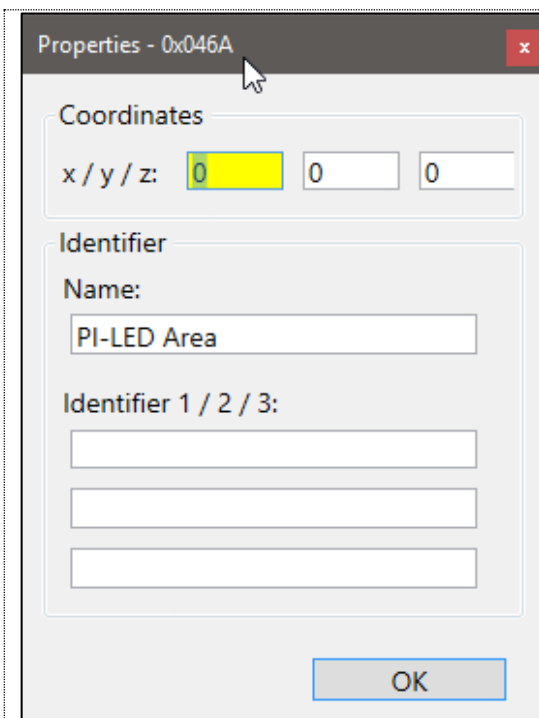 Properties - 0x046A
x
Coordinates
x / y / z: 0 0 0
Identifier
Name:
PI-LED Area
Identifier 1 / 2 / 3:
OK